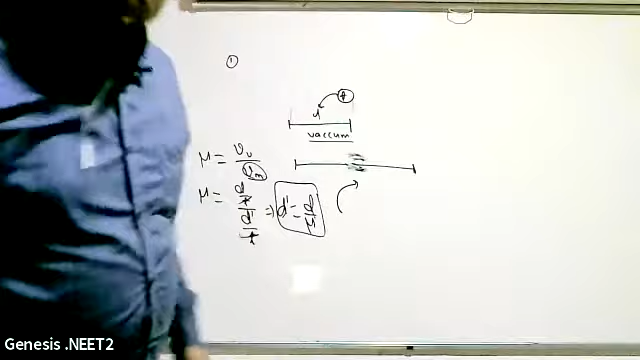 ①
d
t
vaccum
μ = v_v / v_m
μ = d/t / d'/t ⇒ d' = d/μ
Genesis .NEET2